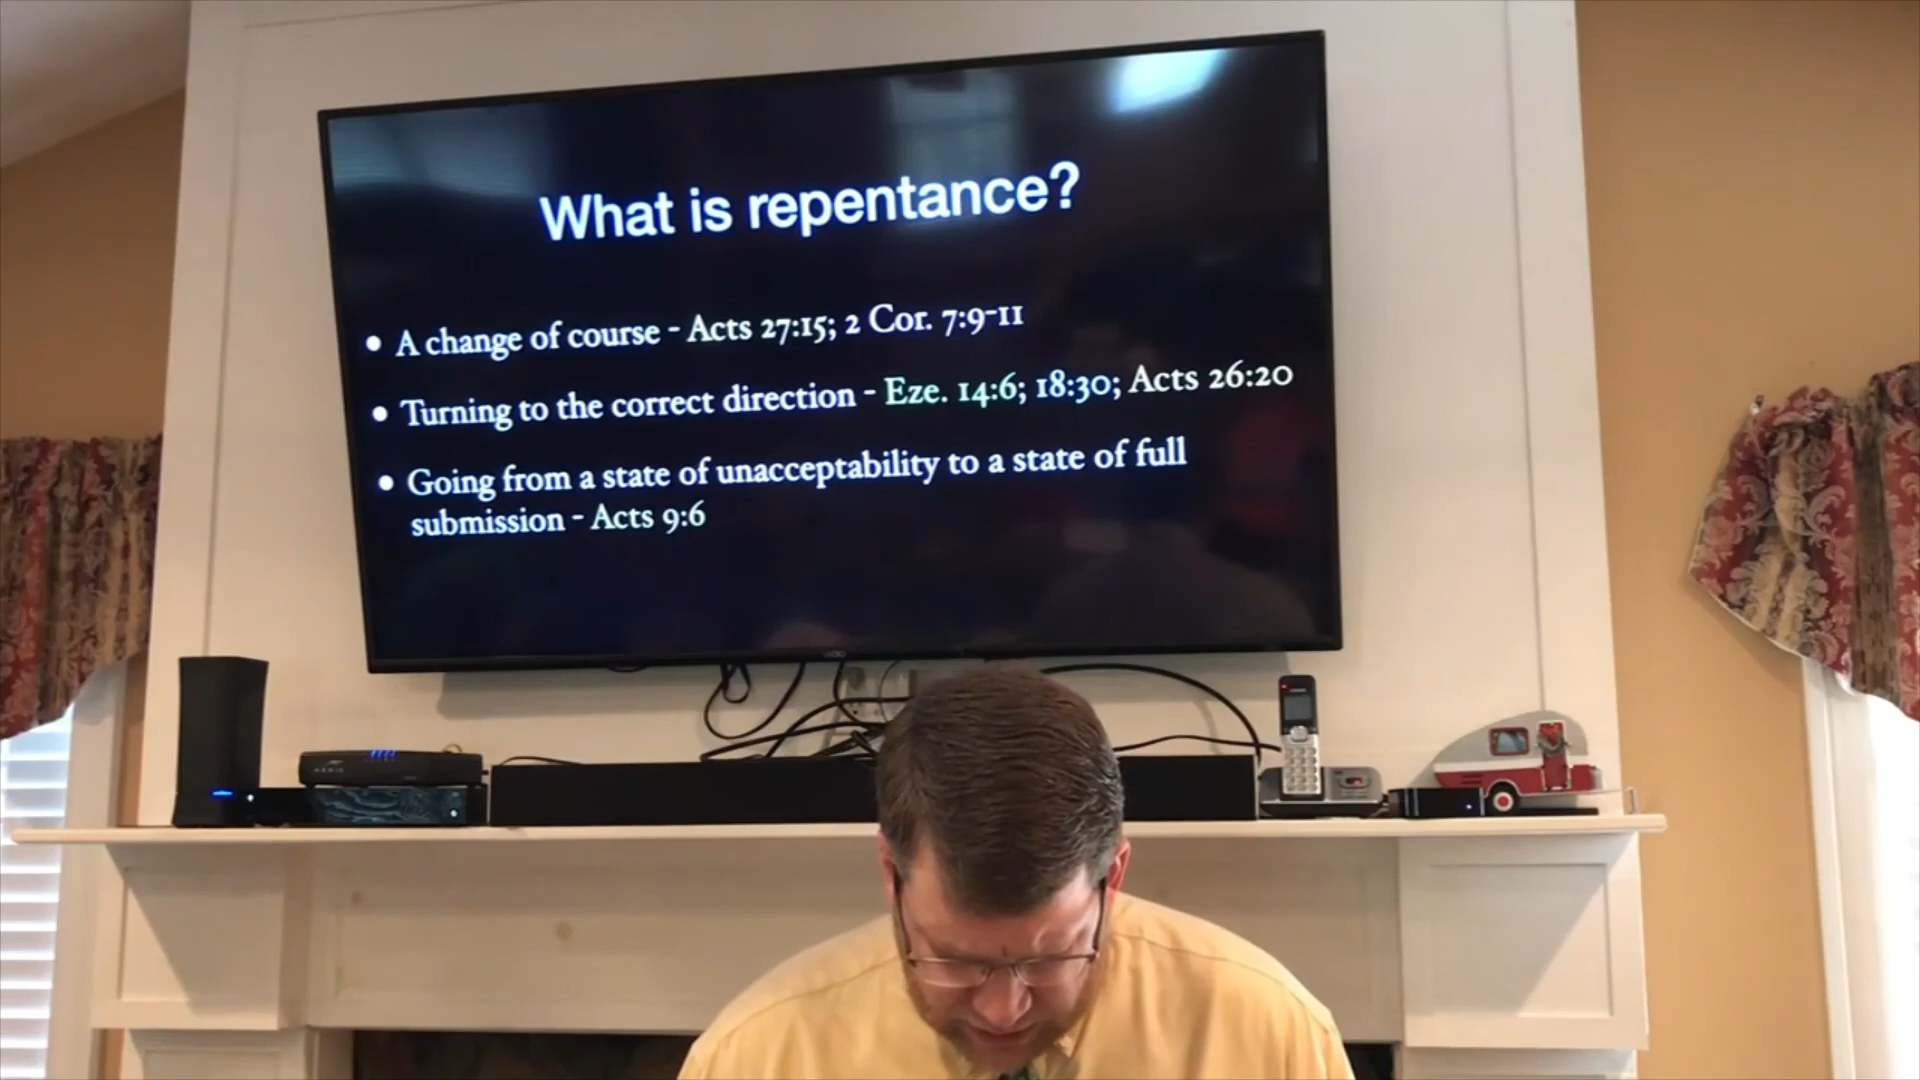 What is repentance?
• A change of course - Acts 27:15; 2 Cor. 7:9-11
• Turning to the correct direction - Eze. 14:6; 18:30; Acts 26:20
• Going from a state of unacceptability to a state of full
submission - Acts 9:6
VIZIO
ARRIS